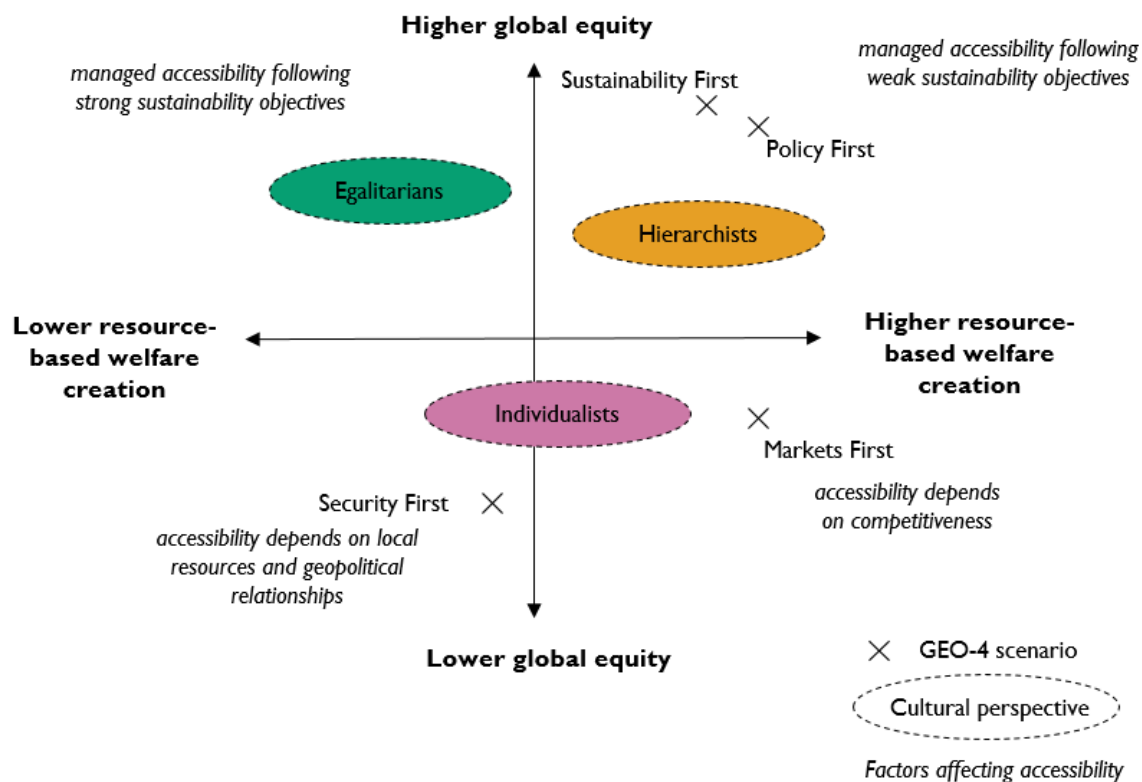 Higher global equity
managed accessibility following
strong sustainability objectives
managed accessibility following
weak sustainability objectives
Sustainability First
Policy First
Egalitarians
Hierarchists
Lower resource-
based welfare
creation
Higher resource-
based welfare
creation
Individualists
Markets First
accessibility depends
on competitiveness
Security First
accessibility depends on local
resources and geopolitical
relationships
Lower global equity
GEO-4 scenario
Cultural perspective
Factors affecting accessibility